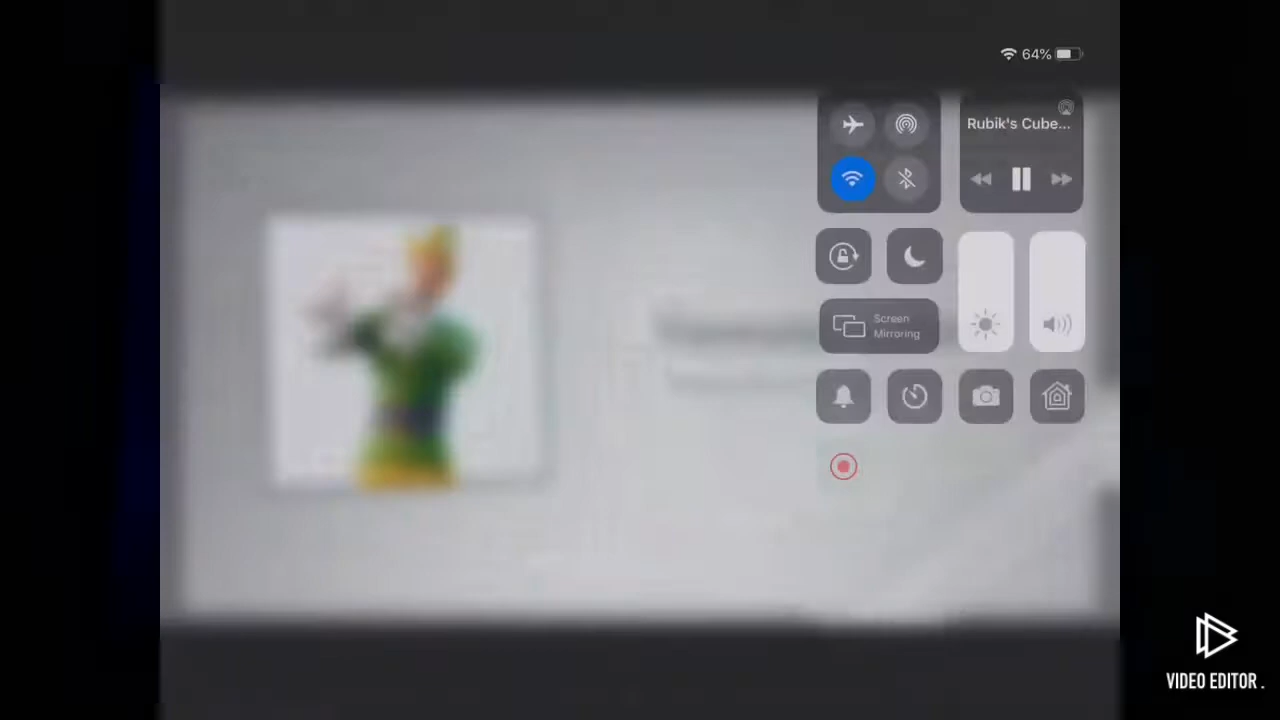 64%
Rubik's Cube...
Screen
Mirroring
VIDEO EDITOR .